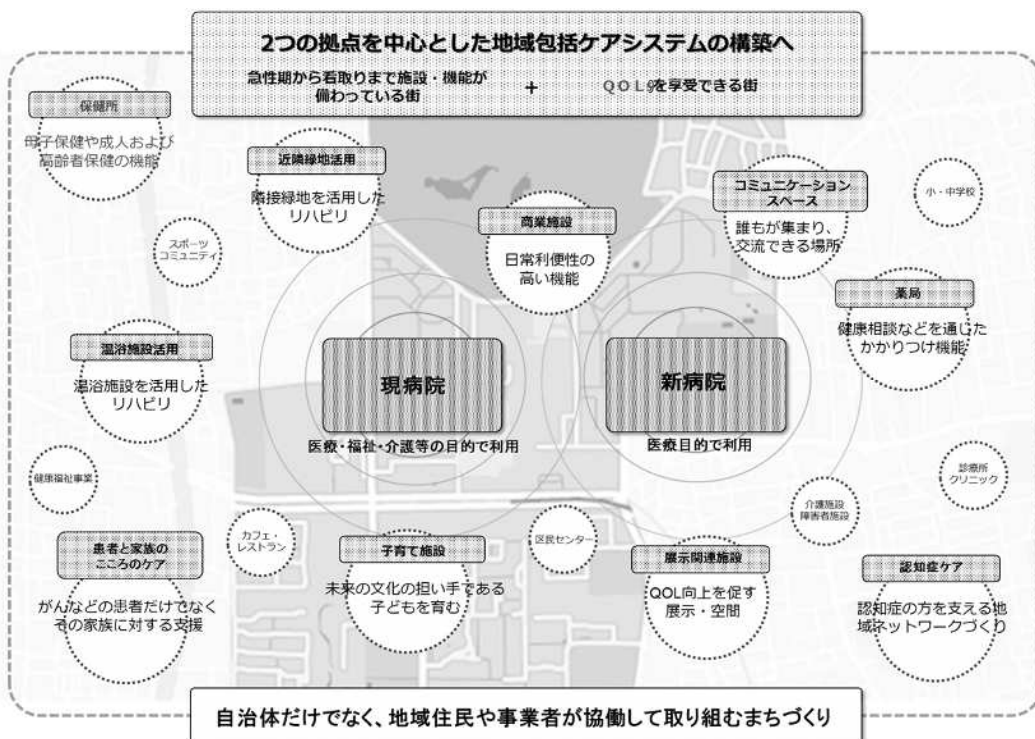 2つの拠点を中心とした地域包括ケアシステムの構築へ
急性期から看取りまで施設・機能が
備わっている街
+
QOL9を享受できる街
保健所
母子保健や成人および
高齢者保健の機能
近隣緑地活用
隣接緑地を活用した
リハビリ
商業施設
日常利便性の
高い機能
コミュニケーション
スペース
誰もが集まり、
交流できる場所
小・中学校
スポーツ
コミュニティ
薬局
健康相談などを通じた
かかりつけ機能
温浴施設活用
温浴施設を活用した
リハビリ
現病院
医療・福祉・介護等の目的で利用
新病院
医療目的で利用
健康福祉事業
診療所
クリニック
介護施設
障害者施設
患者と家族の
こころのケア
がんなどの患者だけでなく
その家族に対する支援
カフェ・
レストラン
子育て施設
未来の文化の担い手である
子どもを育む
区民センター
展示関連施設
QOL向上を促す
展示・空間
認知症ケア
認知症の方を支える地
域ネットワークづくり
自治体だけでなく、地域住民や事業者が協働して取り組むまちづくり